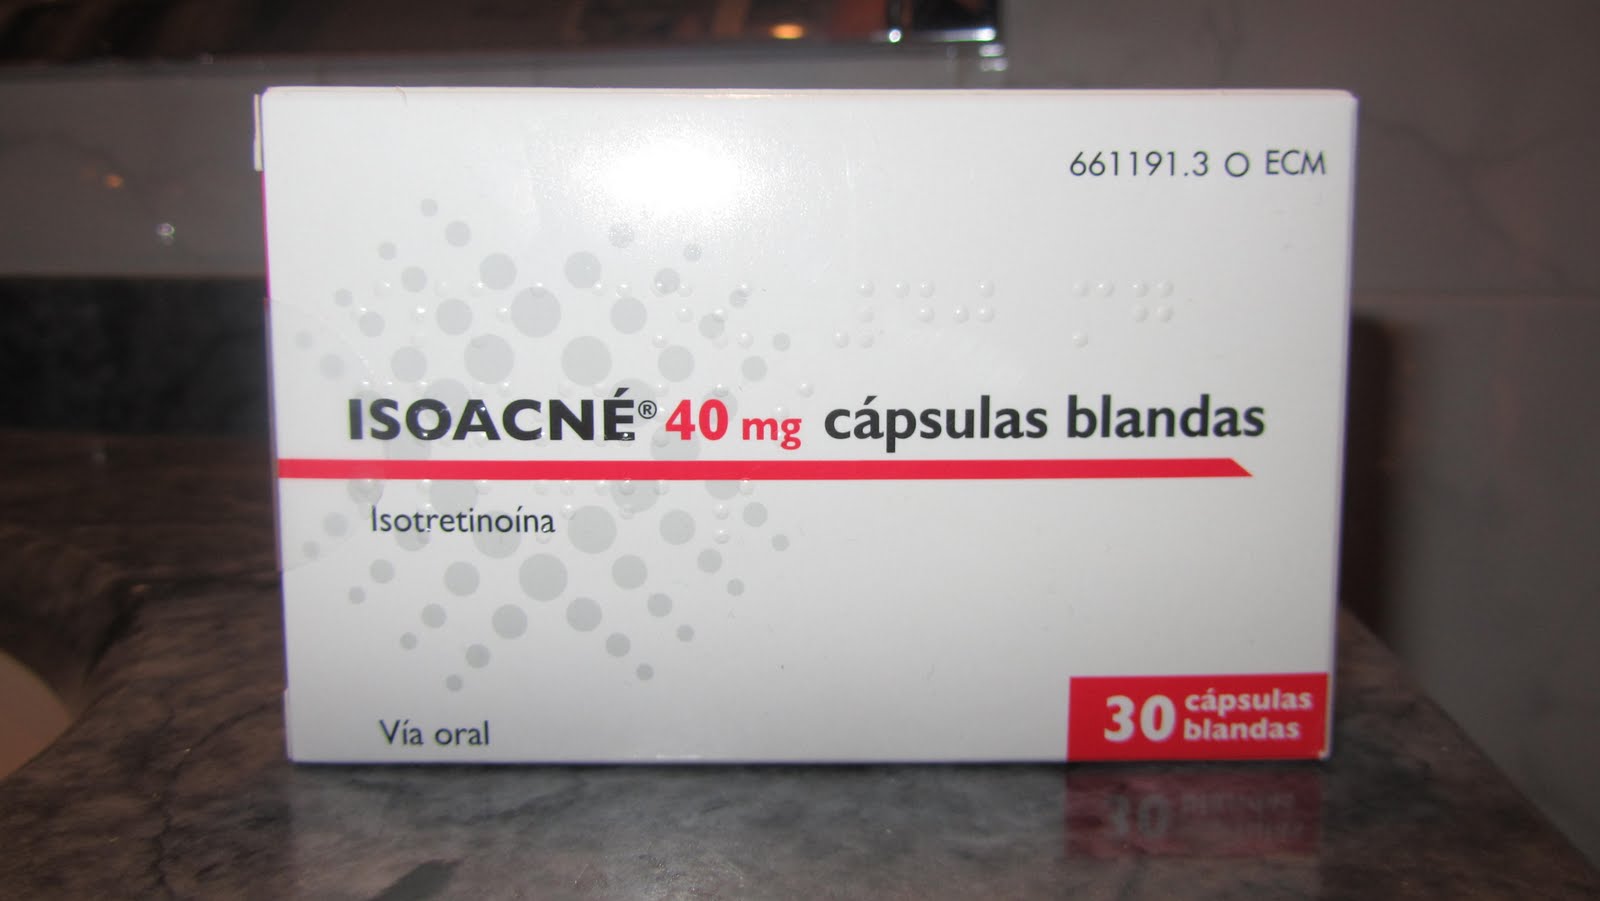 661191.3 O ECM
ISOACNÉ® 40 mg cápsulas blandas
Isotretinoína
Vía oral
30 cápsulas
blandas